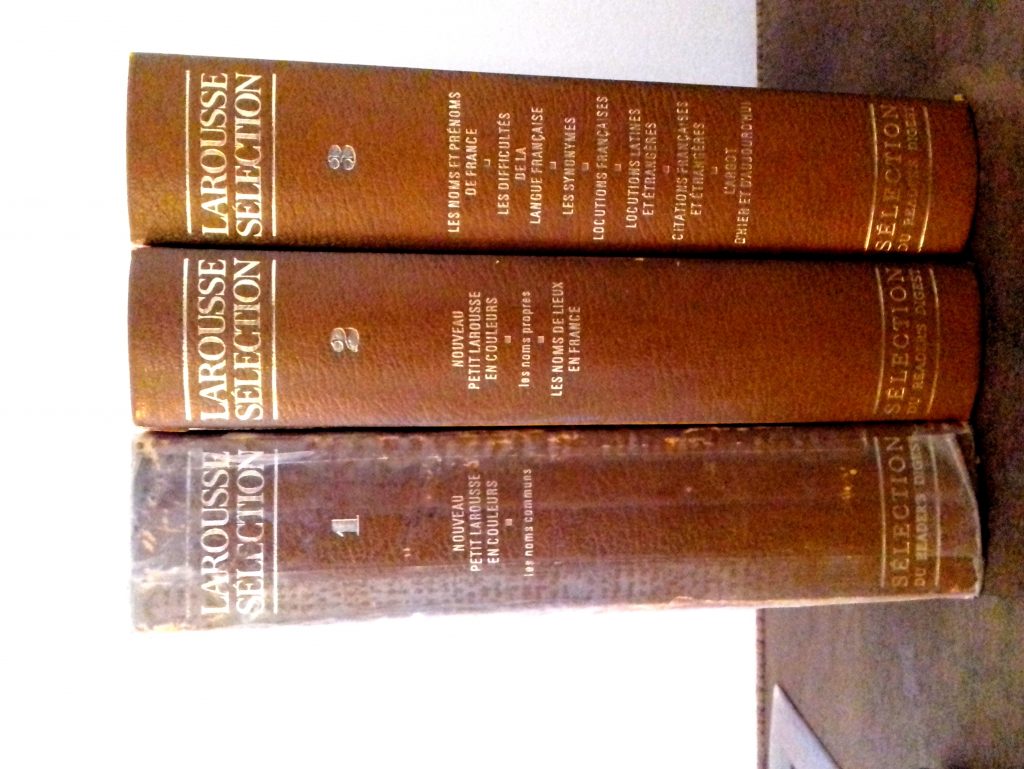 LAROUSSE
SÉLECTION
1
NOUVEAU
PETIT LAROUSSE
EN COULEURS
les noms communs
SÉLECTION
DU READER'S DIGEST
LAROUSSE
SÉLECTION
2
NOUVEAU
PETIT LAROUSSE
EN COULEURS
les noms propres
LES NOMS DE LIEUX
EN FRANCE
SÉLECTION
DU READER'S DIGEST
LAROUSSE
SÉLECTION
3
LES NOMS ET PRÉNOMS
DE FRANCE
LES DIFFICULTÉS
DE LA
LANGUE FRANÇAISE
LES SYNONYMES
LOCUTIONS FRANÇAISES
LOCUTIONS LATINES
ET ÉTRANGÈRES
CITATIONS FRANÇAISES
ET ÉTRANGÈRES
L'ARGOT
D'HIER ET D'AUJOURD'HUI
SÉLECTION
DU READER'S DIGEST